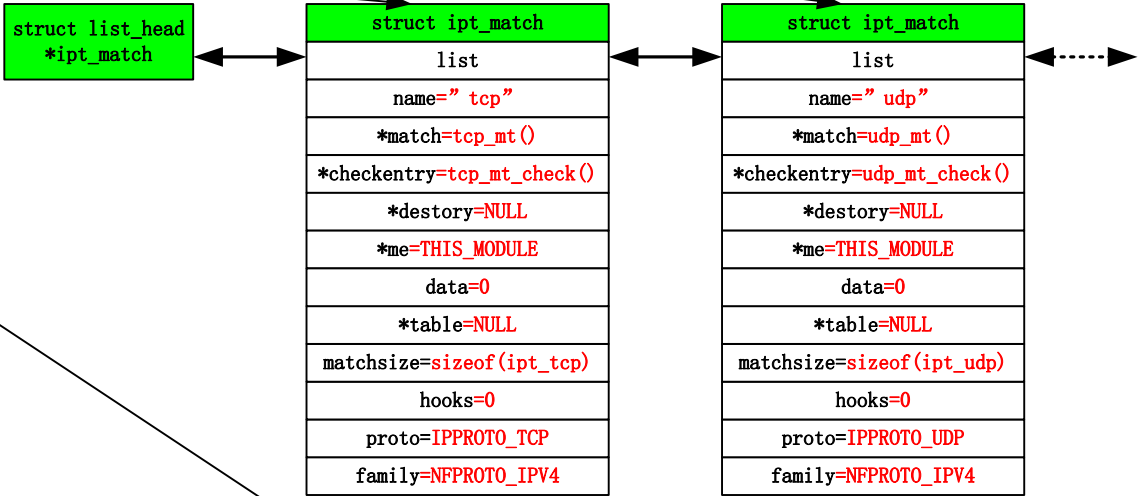 struct list_head
*ipt_match
struct ipt_match
list
name=”tcp”
*match=tcp_mt()
*checkentry=tcp_mt_check()
*destory=NULL
*me=THIS_MODULE
data=0
*table=NULL
matchsize=sizeof(ipt_tcp)
hooks=0
proto=IPPROTO_TCP
family=NFPROTO_IPV4
struct ipt_match
list
name=”udp”
*match=udp_mt()
*checkentry=udp_mt_check()
*destory=NULL
*me=THIS_MODULE
data=0
*table=NULL
matchsize=sizeof(ipt_udp)
hooks=0
proto=IPPROTO_UDP
family=NFPROTO_IPV4